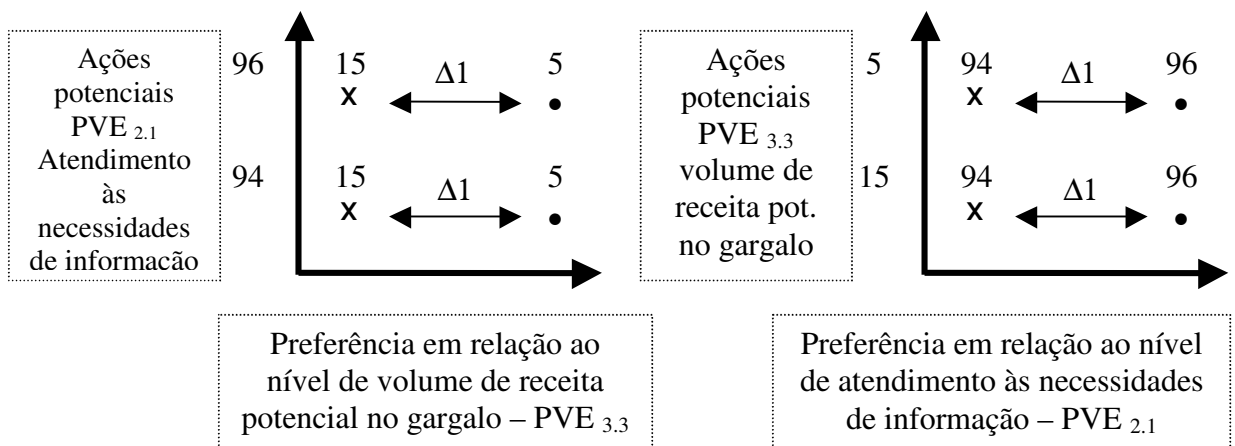 Ações
potenciais
PVE 2.1
Atendimento
às
necessidades
de informacão
96
15
x
Δ1
5
•
94
15
x
Δ1
5
•
Preferência em relação ao
nível de volume de receita
potencial no gargalo – PVE 3.3
Ações
potenciais
PVE 3.3
volume de
receita pot.
no gargalo
5
94
x
Δ1
96
•
15
94
x
Δ1
96
•
Preferência em relação ao nível
de atendimento às necessidades
de informação – PVE 2.1